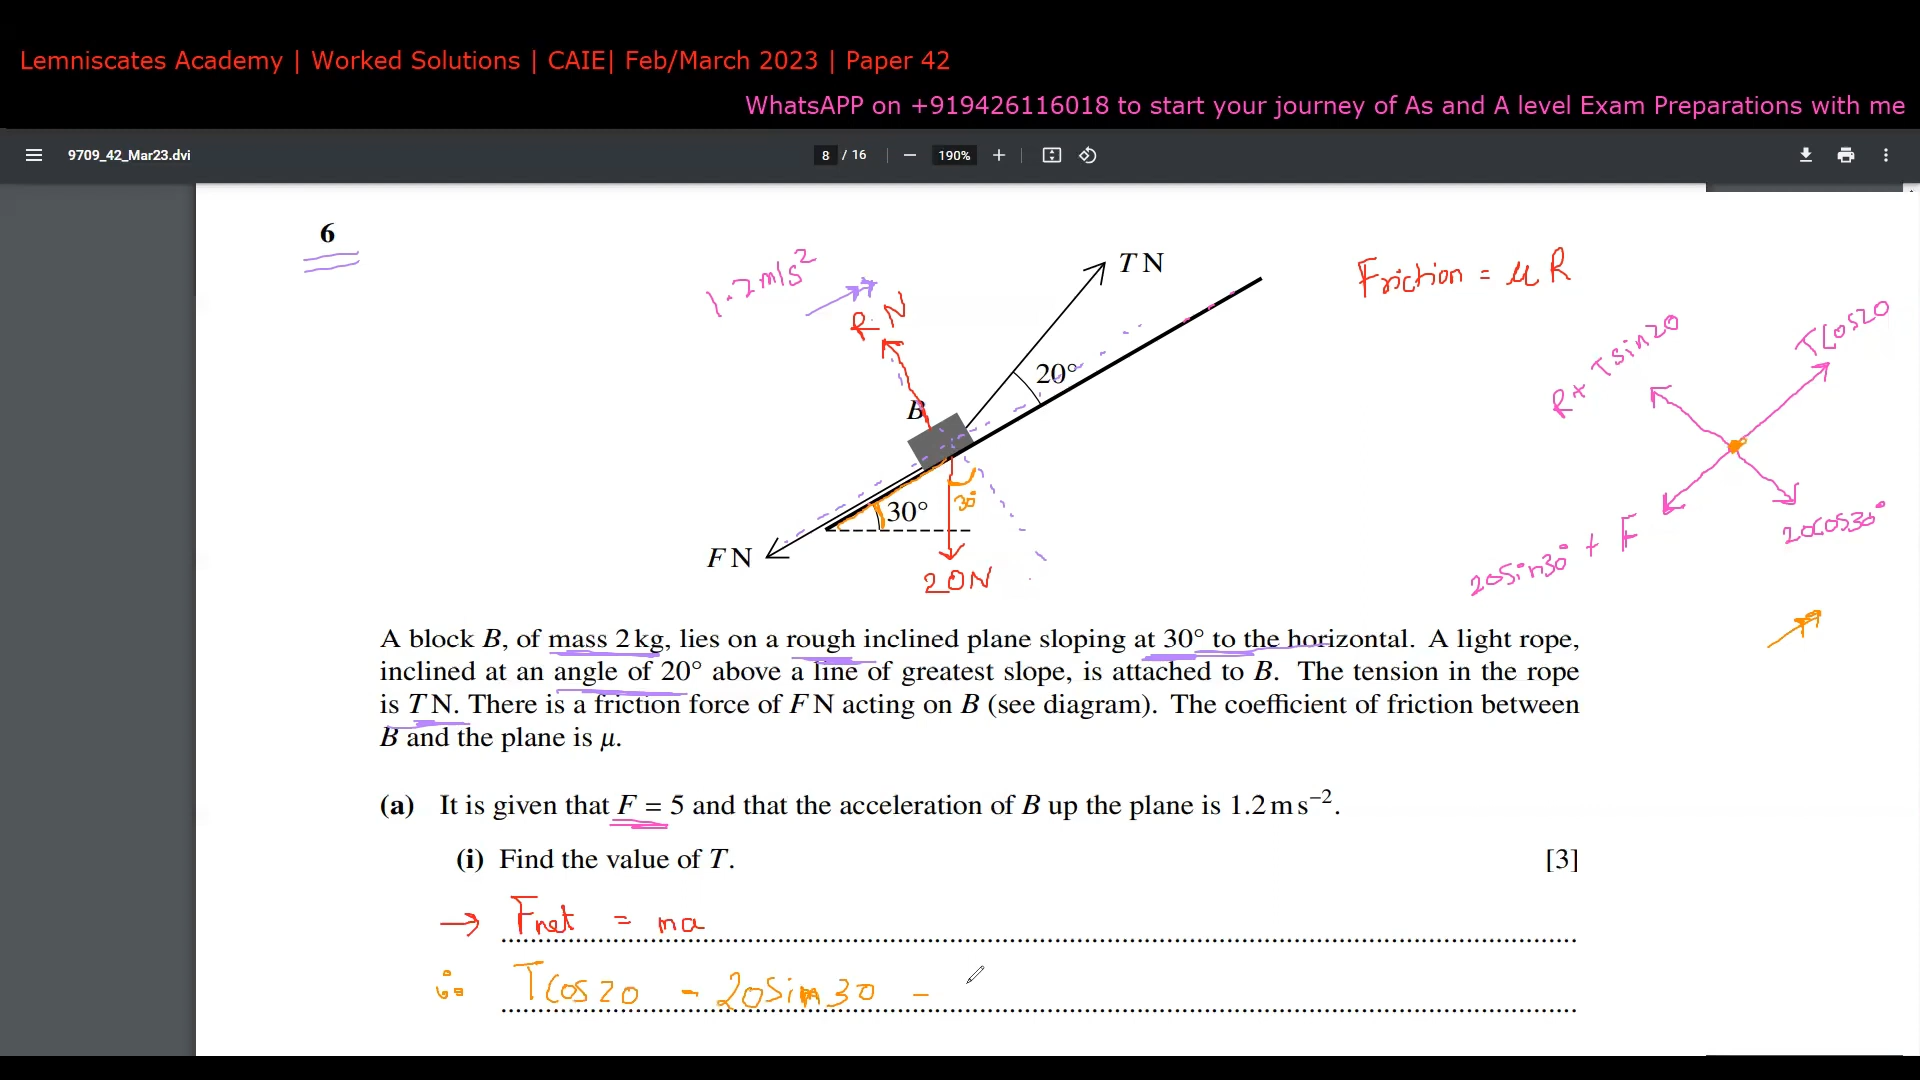 Lemniscates Academy | Worked Solutions | CAIE| Feb/March 2023 | Paper 42
WhatsAPP on +919426116018 to start your journey of As and A level Exam Preparations with me
9709_42_Mar23.dvi
8 / 16
190%
6
1.2 m/s²
R N
T N
Friction = μ R
20°
B
R + T sin20
T Cos20
30°
30°
F N
20N
20Sin30° + F
20Cos30°
A block B, of mass 2 kg, lies on a rough inclined plane sloping at 30° to the horizontal. A light rope,
inclined at an angle of 20° above a line of greatest slope, is attached to B. The tension in the rope
is T N. There is a friction force of F N acting on B (see diagram). The coefficient of friction between
B and the plane is μ.
(a) It is given that F = 5 and that the acceleration of B up the plane is 1.2 m s⁻².
(i) Find the value of T. [3]
→ Fnet = ma
∴ T Cos20 - 20Sin30 -